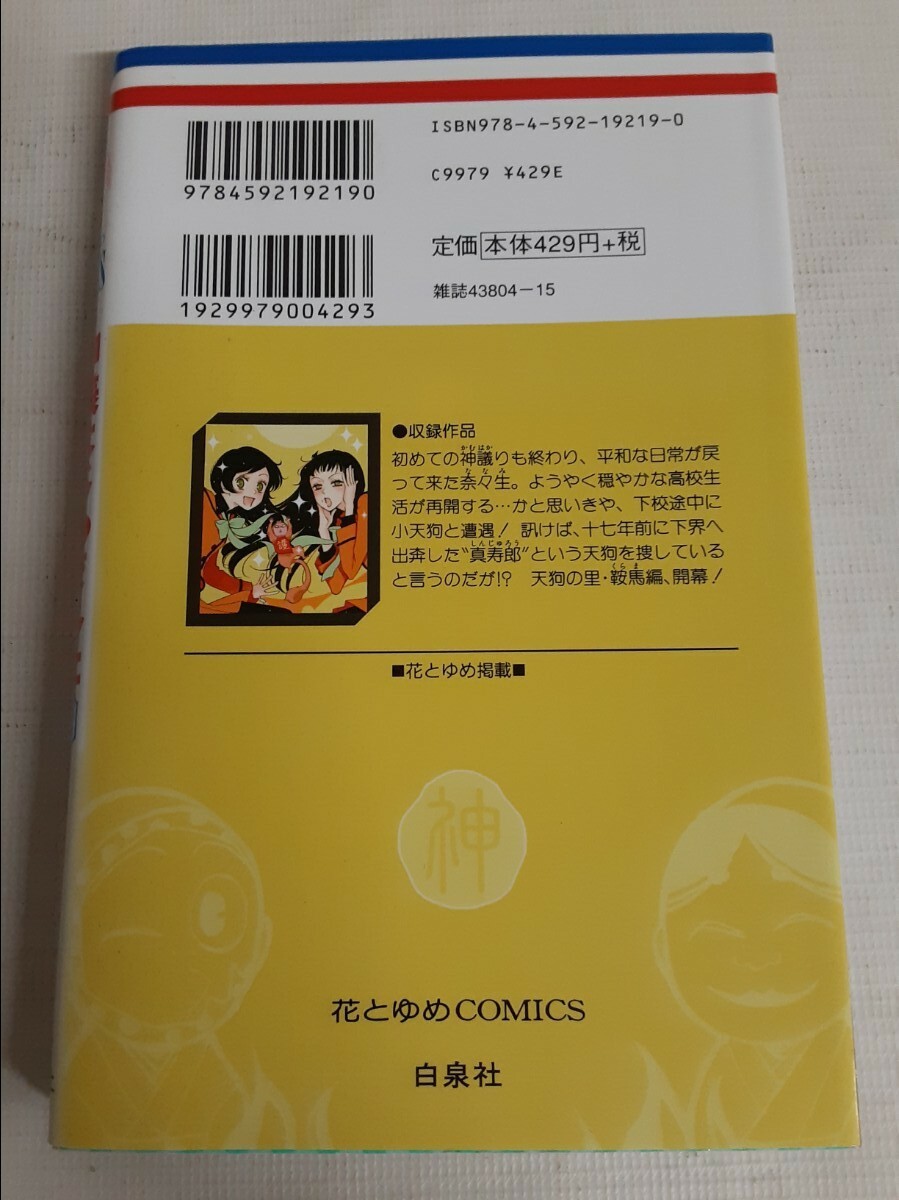 ISBN978-4-592-19219-0
9784592192190
C9979 ¥429E
定価 本体429円+税
雑誌43804-15
1929979004293
●収録作品
初めての神議りも終わり、平和な日常が戻
って来た奈々生。ようやく穏やかな高校生
活が再開する…かと思いきや、下校途中に
小天狗と遭遇! 訊けば、十七年前に下界へ
出奔した“真寿郎”という天狗を捜している
と言うのだが!? 天狗の里・鞍馬編、開幕!
■花とゆめ掲載■
神
花とゆめCOMICS
白泉社